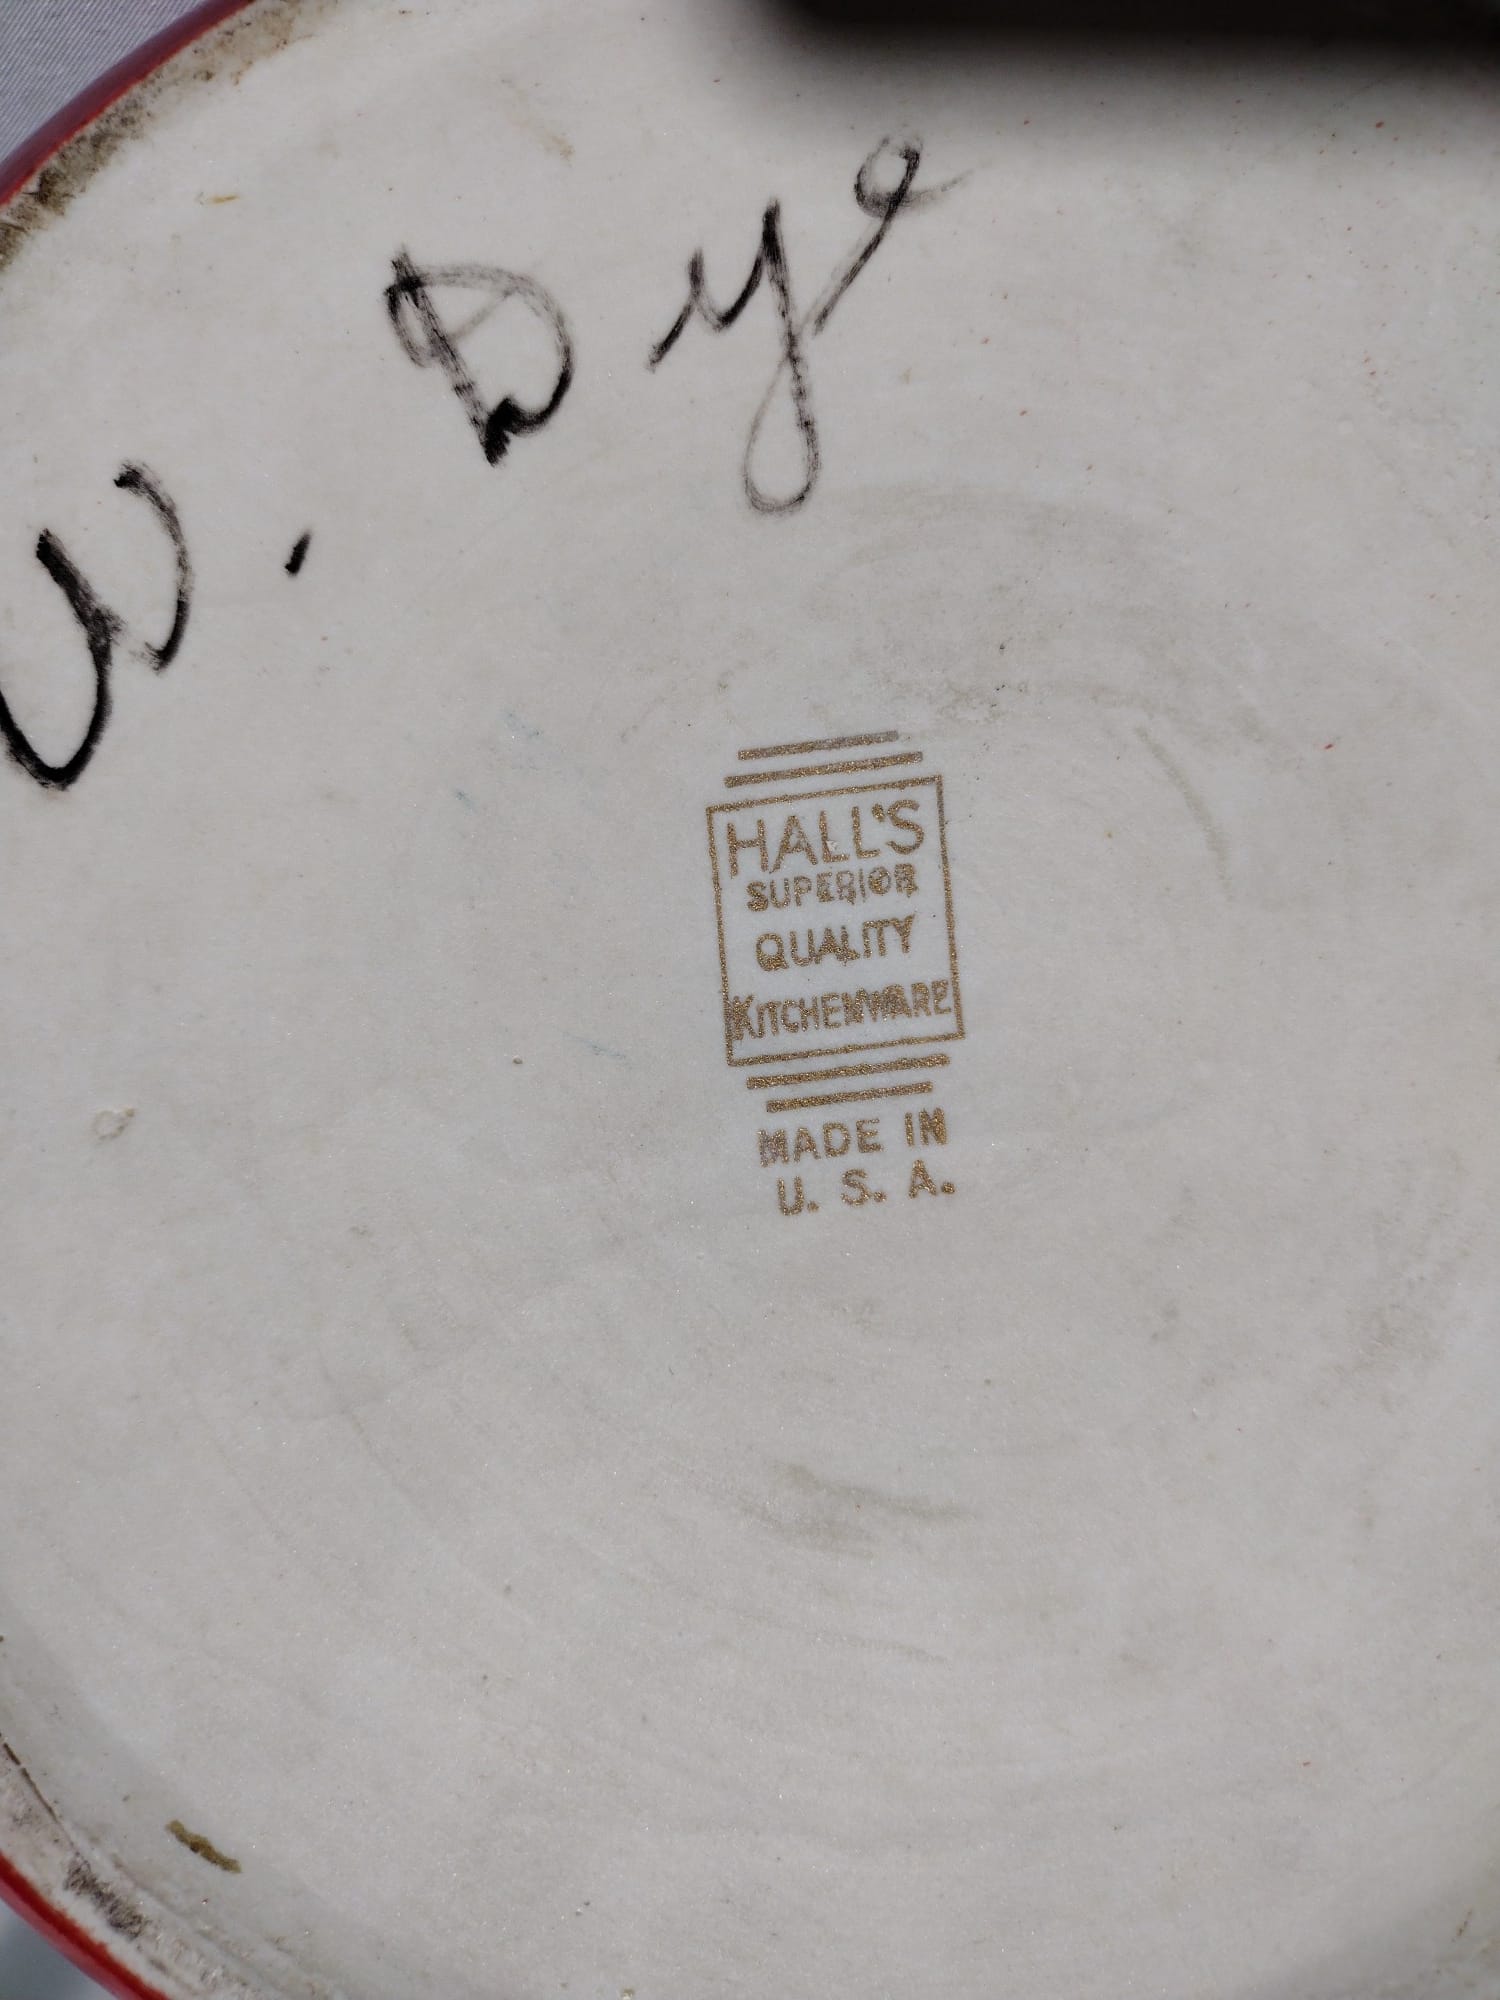 W. Dye
HALL'S
SUPERIOR
QUALITY
KITCHENWARE
MADE IN
U. S. A.